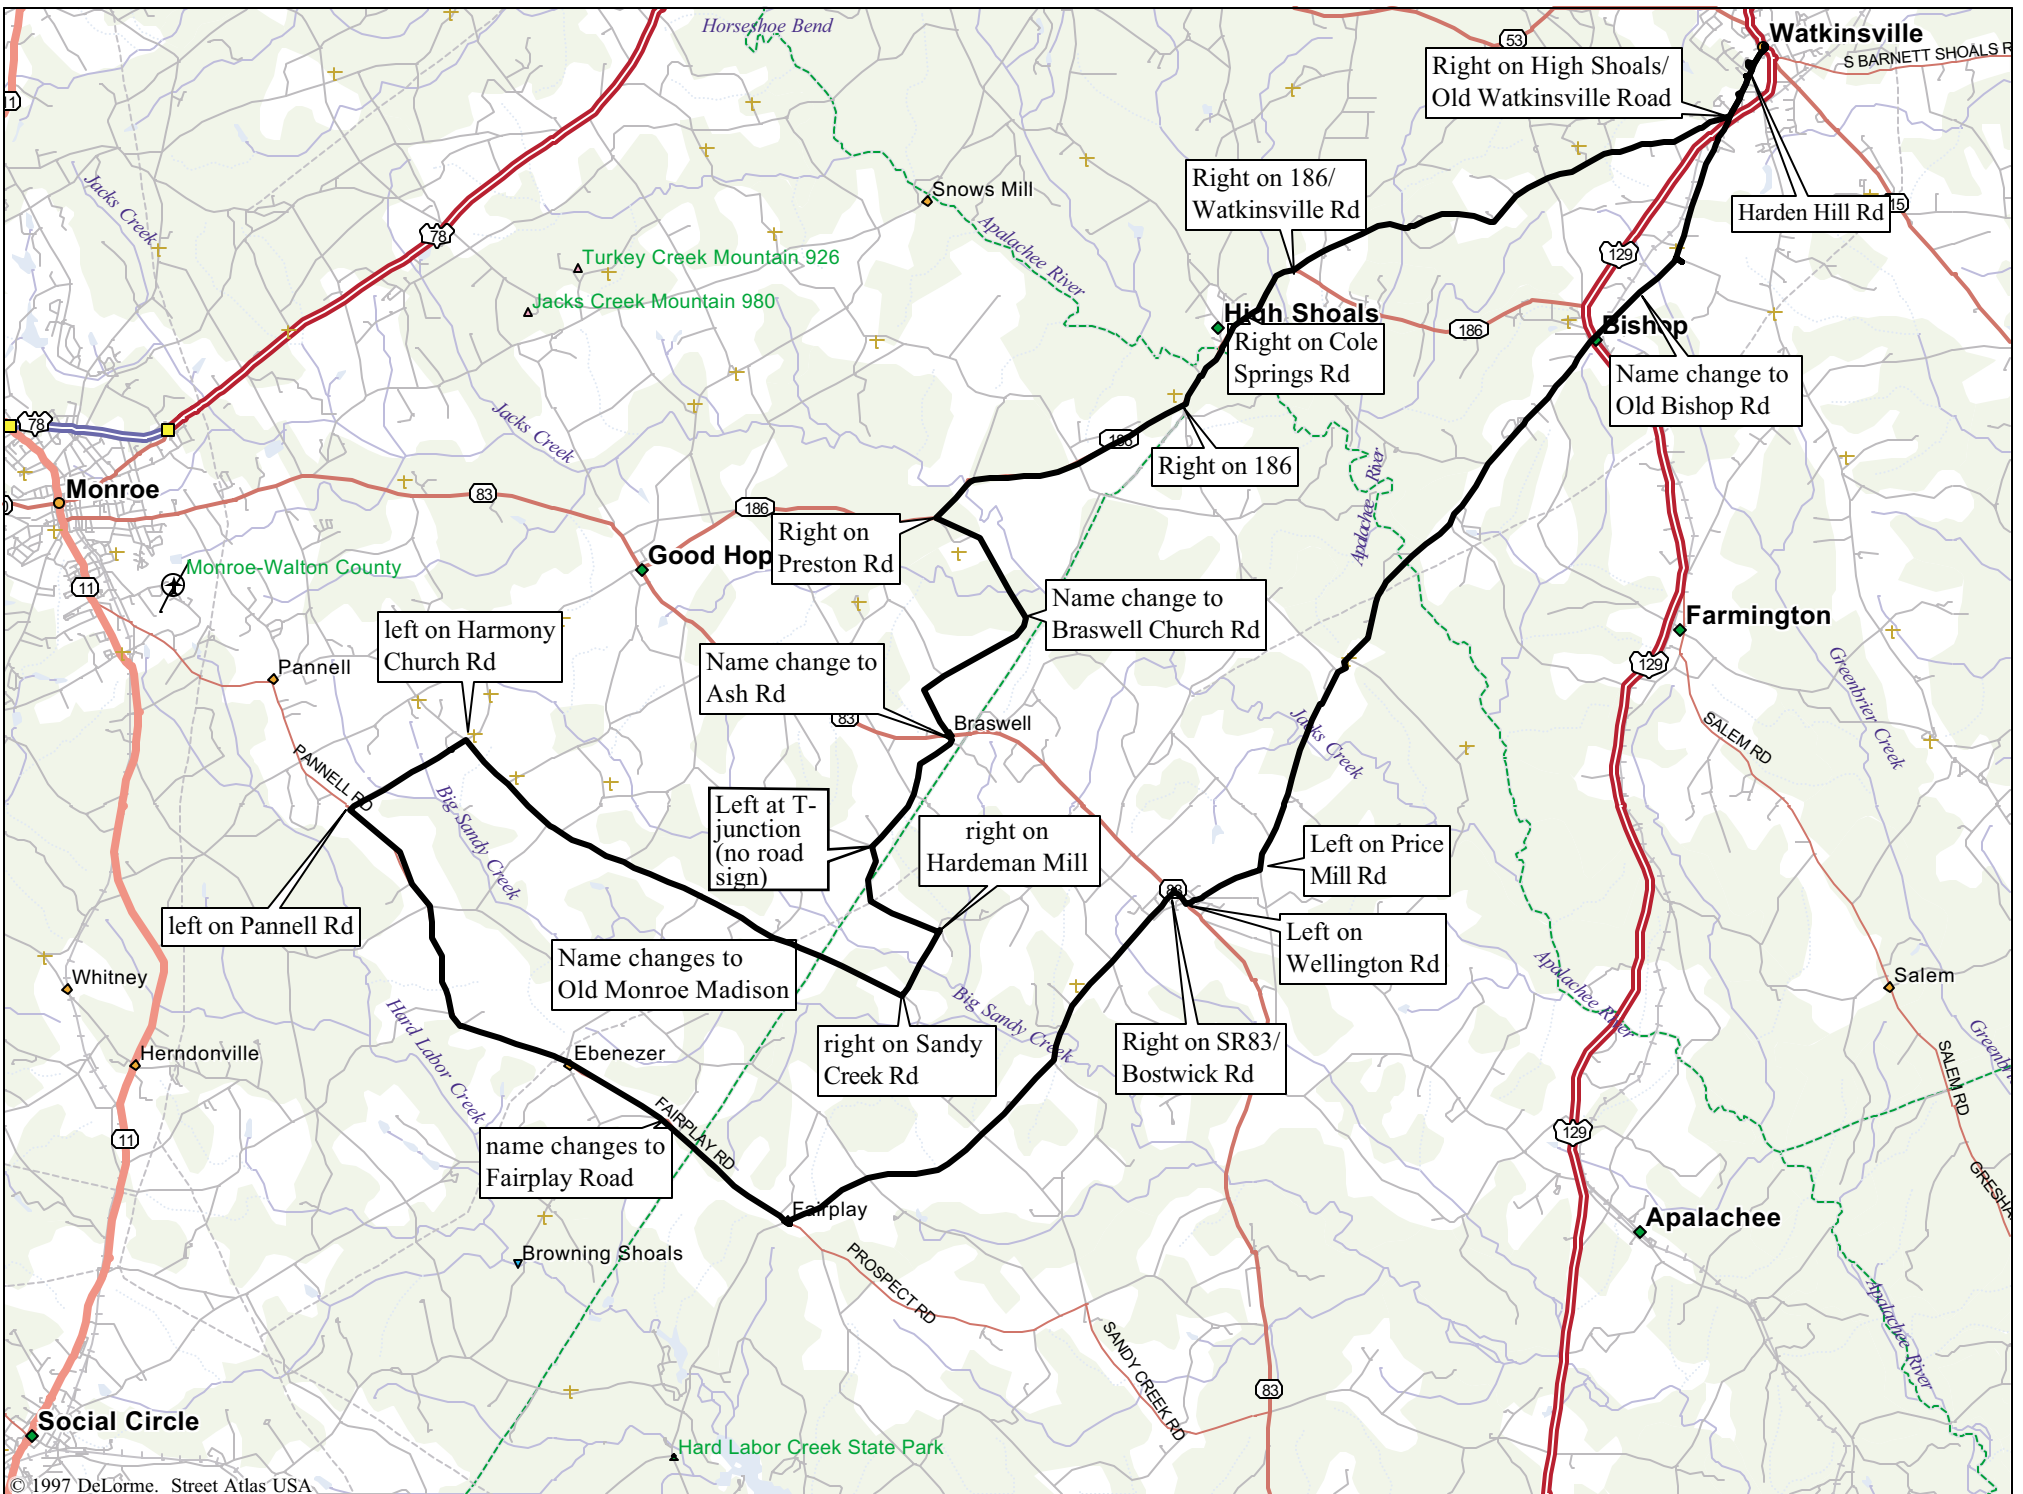 Horseshoe Bend
53
Watkinsville
S BARNETT SHOALS R
Right on High Shoals/
Old Watkinsville Road
11
Jacks Creek
Snows Mill
Right on 186/
Watkinsville Rd
Harden Hill Rd
15
Apalachee River
78
Turkey Creek Mountain 926
129
Jacks Creek Mountain 980
High Shoals
186
Bishop
Right on Cole
Springs Rd
Name change to
Old Bishop Rd
78
Jacks Creek
186
Right on 186
Apalachee River
Apalachee River
Monroe
83
186
Right on
Preston Rd
Good Hop
Monroe-Walton County
11
Name change to
Braswell Church Rd
Farmington
left on Harmony
Church Rd
Name change to
Ash Rd
Pannell
129
Greenbrier Creek
83
Braswell
Jacks Creek
SALEM RD
PANNELL RD
Big Sandy Creek
Left at T-
junction
(no road
sign)
right on
Hardeman Mill
Left on Price
Mill Rd
83
left on Pannell Rd
Left on
Wellington Rd
Name changes to
Old Monroe Madison
Whitney
Apalachee River
Salem
Big Sandy Creek
Hard Labor Creek
right on Sandy
Creek Rd
Right on SR83/
Bostwick Rd
Herndonville
Ebenezer
SALEM RD
Greenbri
11
FAIRPLAY RD
129
name changes to
Fairplay Road
GRESHA
Fairplay
Apalachee
Browning Shoals
PROSPECT RD
Apalachee River
SANDY CREEK RD
83
Social Circle
Hard Labor Creek State Park
© 1997 DeLorme. Street Atlas USA